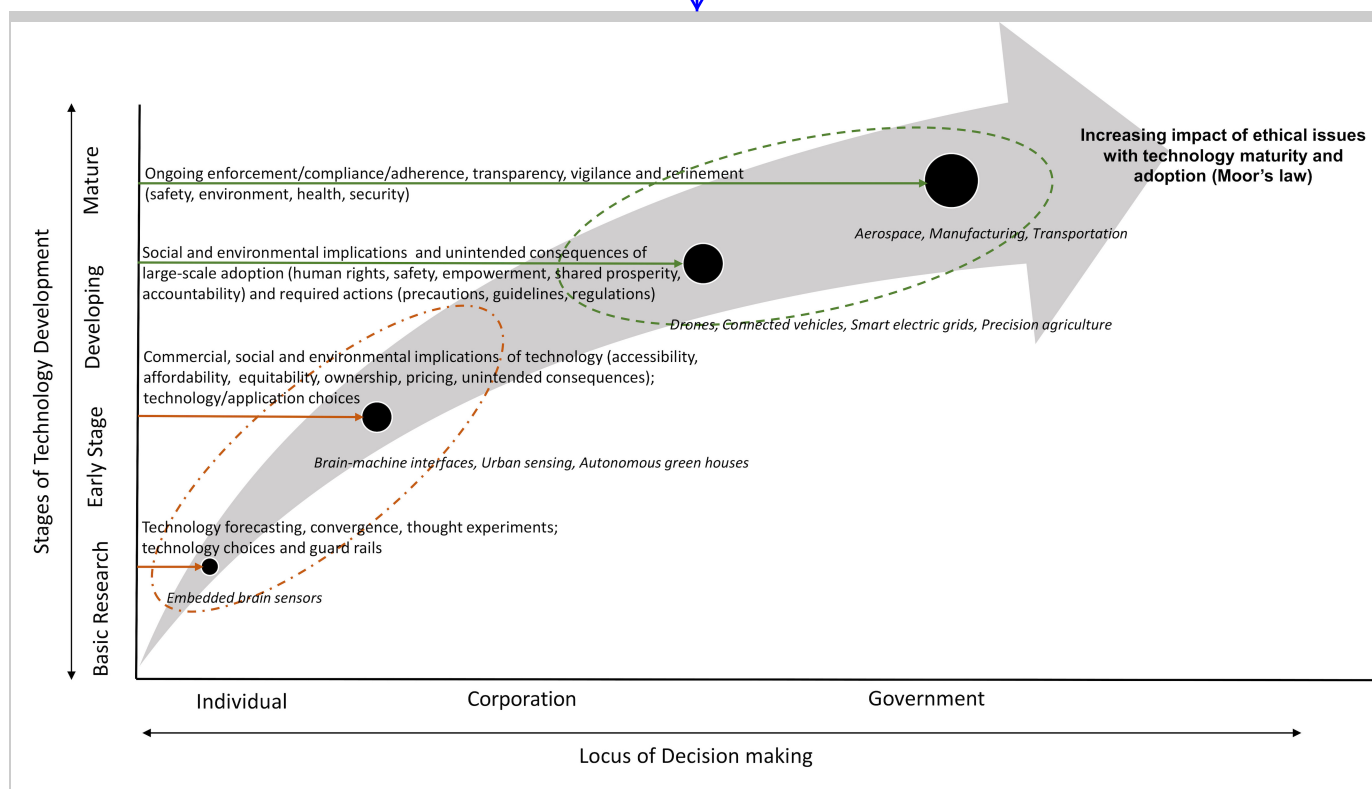 Increasing impact of ethical issues
with technology maturity and
adoption (Moor's law)
Stages of Technology Development
Mature
Ongoing enforcement/compliance/adherence, transparency, vigilance and refinement
(safety, environment, health, security)
Aerospace, Manufacturing, Transportation
Developing
Social and environmental implications and unintended consequences of
large-scale adoption (human rights, safety, empowerment, shared prosperity,
accountability) and required actions (precautions, guidelines, regulations)
Drones, Connected vehicles, Smart electric grids, Precision agriculture
Early Stage
Commercial, social and environmental implications of technology (accessibility,
affordability, equitability, ownership, pricing, unintended consequences);
technology/application choices
Brain-machine interfaces, Urban sensing, Autonomous green houses
Basic Research
Technology forecasting, convergence, thought experiments;
technology choices and guard rails
Embedded brain sensors
Individual
Corporation
Government
Locus of Decision making